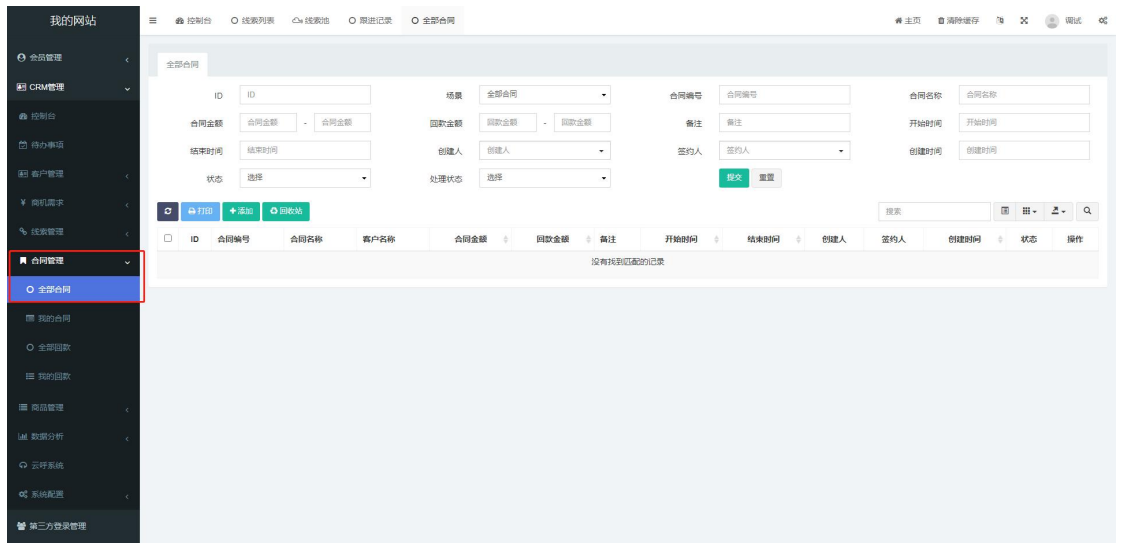 我的网站
控制台 线索列表 线索池 跟进记录 全部合同 主页 清除缓存 调试
会员管理
CRM管理
控制台
待办事项
客户管理
¥ 商机需求
线索管理
合同管理
全部合同
我的合同
全部回款
我的回款
商品管理
数据分析
云呼系统
系统配置
第三方登录管理
全部合同
ID ID 场景 全部合同 合同编号 合同编号 合同名称 合同名称
合同金额 合同金额 - 合同金额 回款金额 回款金额 - 回款金额 备注 备注 开始时间 开始时间
结束时间 结束时间 创建人 创建人 签约人 签约人 创建时间 创建时间
状态 选择 处理状态 选择 提交 重置
打印 添加 回收站 搜索
ID 合同编号 合同名称 客户名称 合同金额 回款金额 备注 开始时间 结束时间 创建人 签约人 创建时间 状态 操作
没有找到匹配的记录